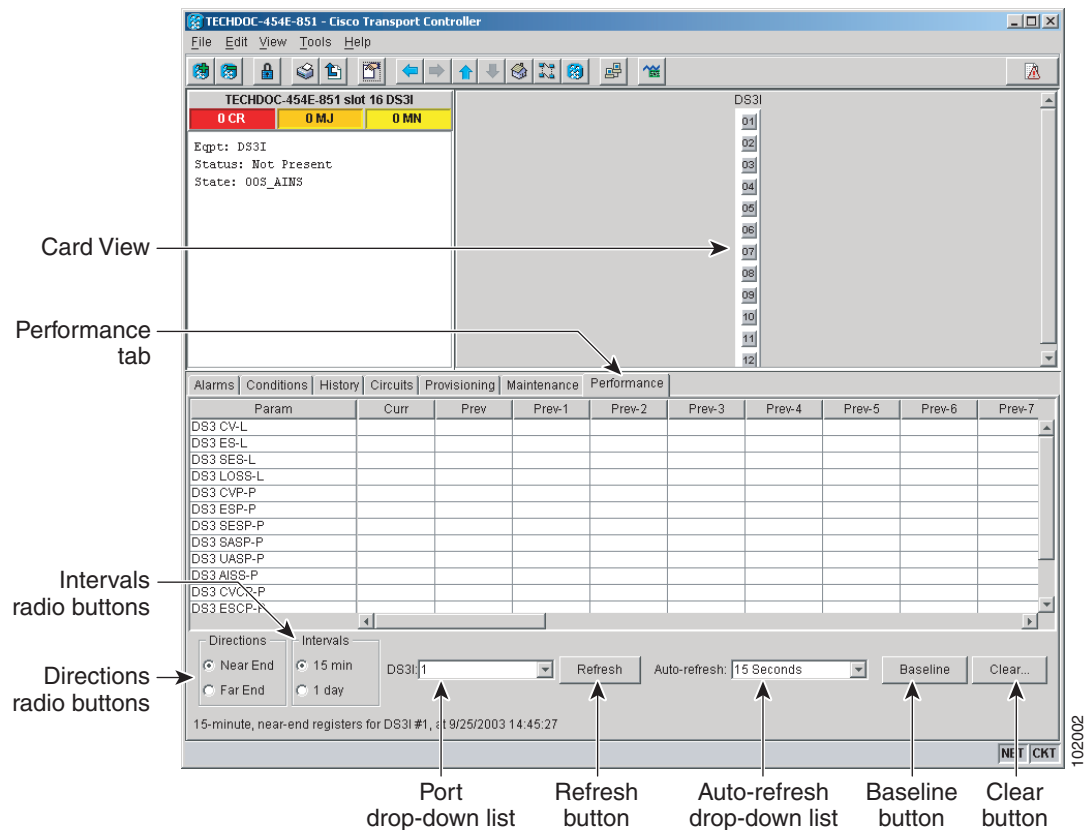 TECHDOC-454E-851 - Cisco Transport Controller
File Edit View Tools Help
TECHDOC-454E-851 slot 16 DS3I
0 CR 0 MJ 0 MN
Eqpt: DS3I
Status: Not Present
State: OOS_AINS
DS3I
01
02
03
04
05
06
07
08
09
10
11
12
Card View
Performance
tab
Alarms Conditions History Circuits Provisioning Maintenance Performance
Param Curr Prev Prev-1 Prev-2 Prev-3 Prev-4 Prev-5 Prev-6 Prev-7
DS3 CV-L
DS3 ES-L
DS3 SES-L
DS3 LOSS-L
DS3 CVP-P
DS3 ESP-P
DS3 SESP-P
DS3 SASP-P
DS3 UASP-P
DS3 AISS-P
DS3 CVCP-P
DS3 ESCP-P
Intervals
radio buttons
Directions
radio buttons
Directions Intervals
Near End 15 min
Far End 1 day
DS3I: 1 Refresh Auto-refresh: 15 Seconds Baseline Clear...
15-minute, near-end registers for DS3I #1, at 9/25/2003 14:45:27
NET CKT
102002
Port
drop-down list
Refresh
button
Auto-refresh
drop-down list
Baseline
button
Clear
button